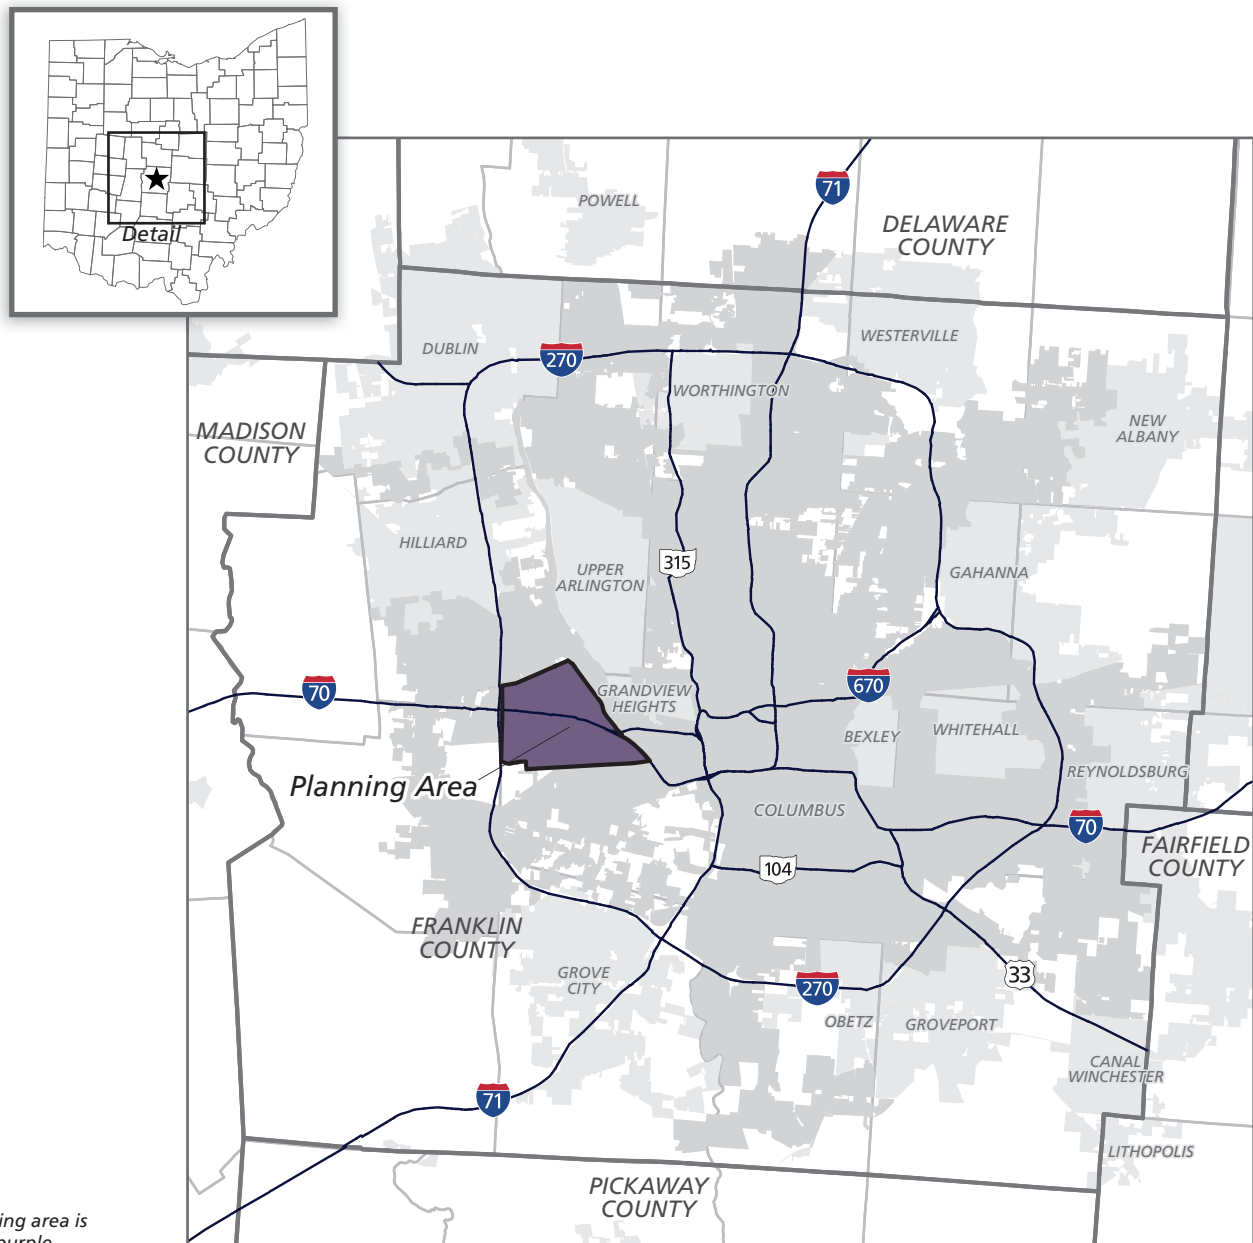 Detail
POWELL
71
DELAWARE
COUNTY
DUBLIN
270
WESTERVILLE
WORTHINGTON
MADISON
COUNTY
NEW
ALBANY
HILLIARD
315
UPPER
ARLINGTON
GAHANNA
70
GRANDVIEW
HEIGHTS
670
BEXLEY
WHITEHALL
REYNOLDSBURG
Planning Area
COLUMBUS
70
FAIRFIELD
COUNTY
104
FRANKLIN
COUNTY
GROVE
CITY
270
33
OBETZ
GROVEPORT
CANAL
WINCHESTER
71
LITHOPOLIS
PICKAWAY
COUNTY
ing area is